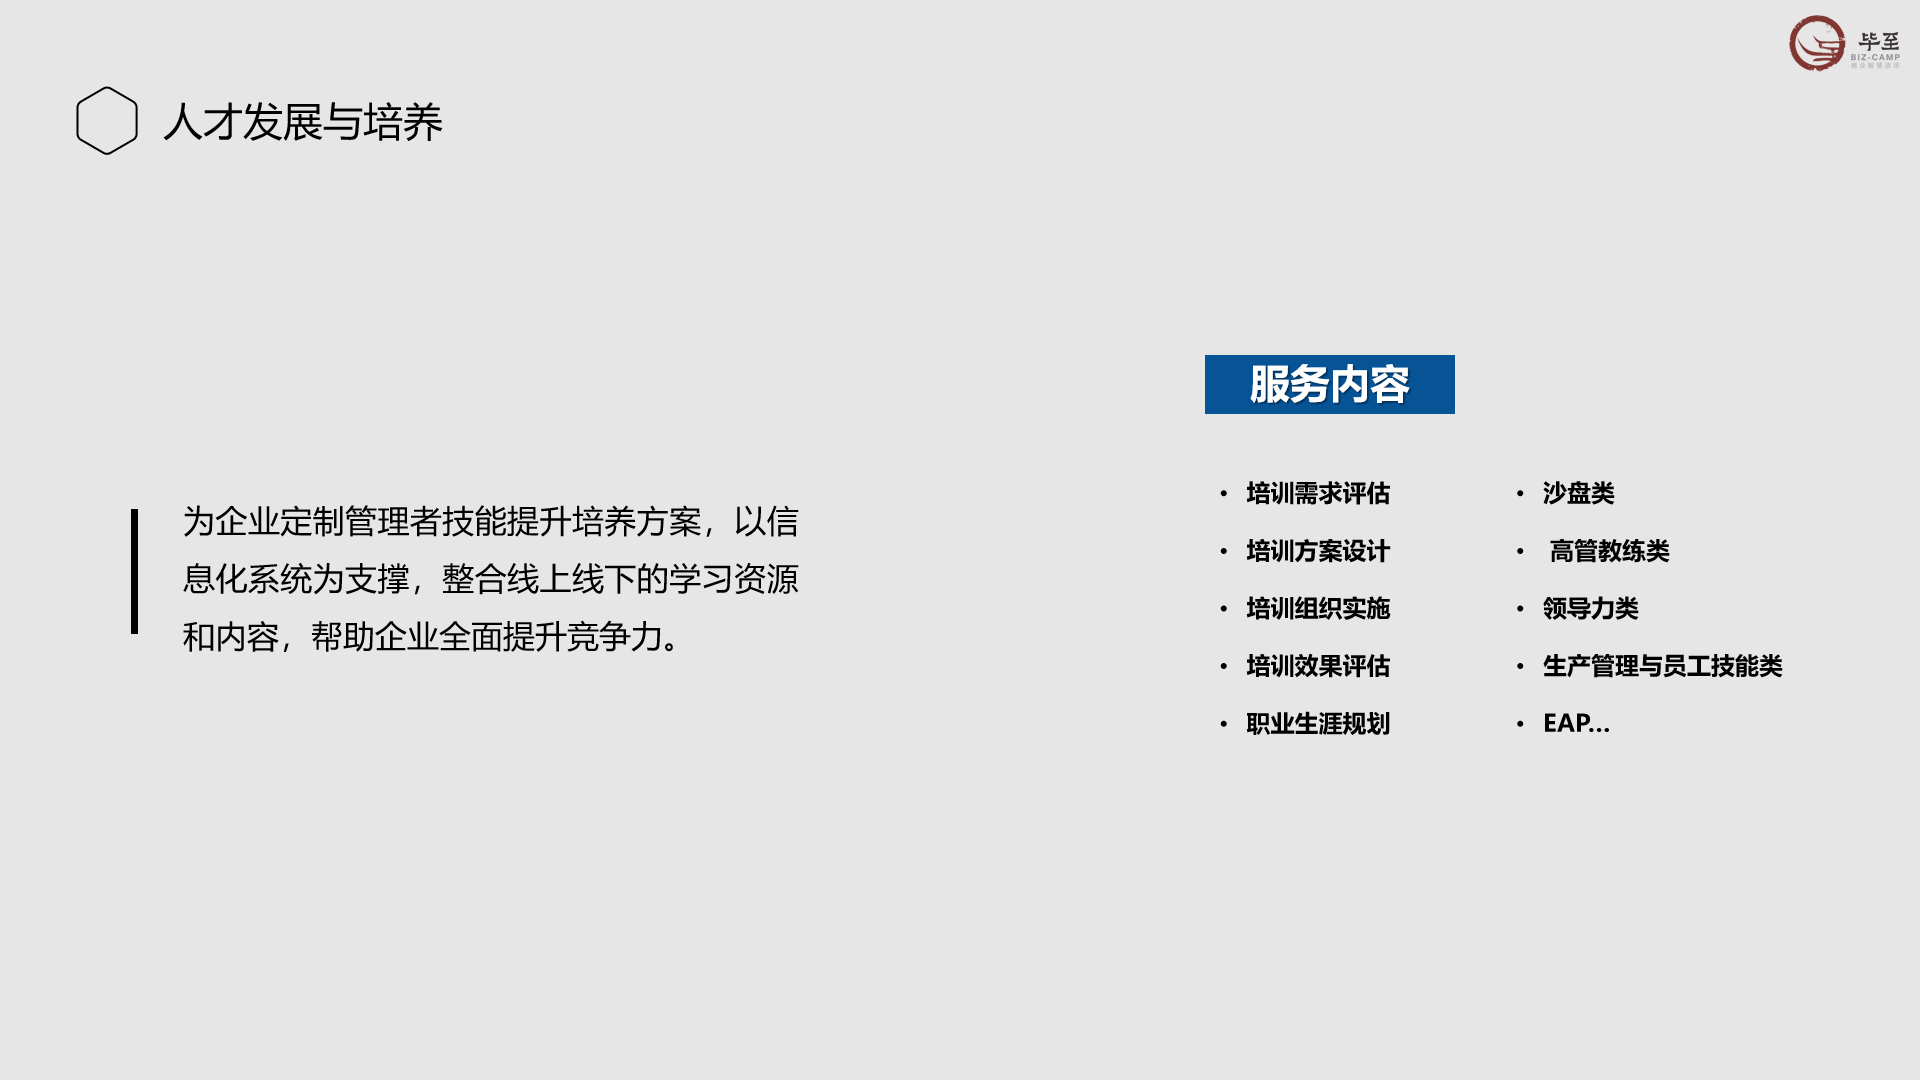 毕至
BIZ-CAMP
人才发展与培养
为企业定制管理者技能提升培养方案，以信
息化系统为支撑，整合线上线下的学习资源
和内容，帮助企业全面提升竞争力。
服务内容
• 培训需求评估
• 培训方案设计
• 培训组织实施
• 培训效果评估
• 职业生涯规划
• 沙盘类
• 高管教练类
• 领导力类
• 生产管理与员工技能类
• EAP...